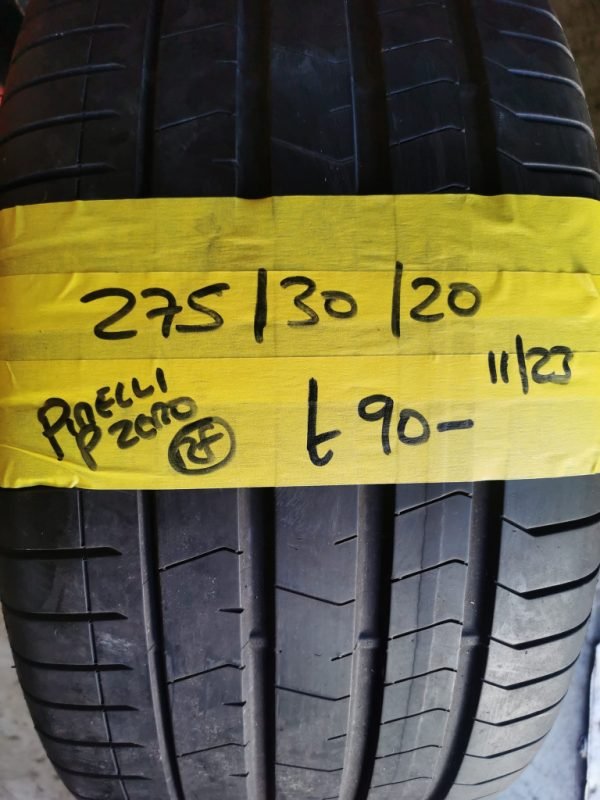 275/30/20
11/23
PIRELLI
P ZERO
RF
£90-